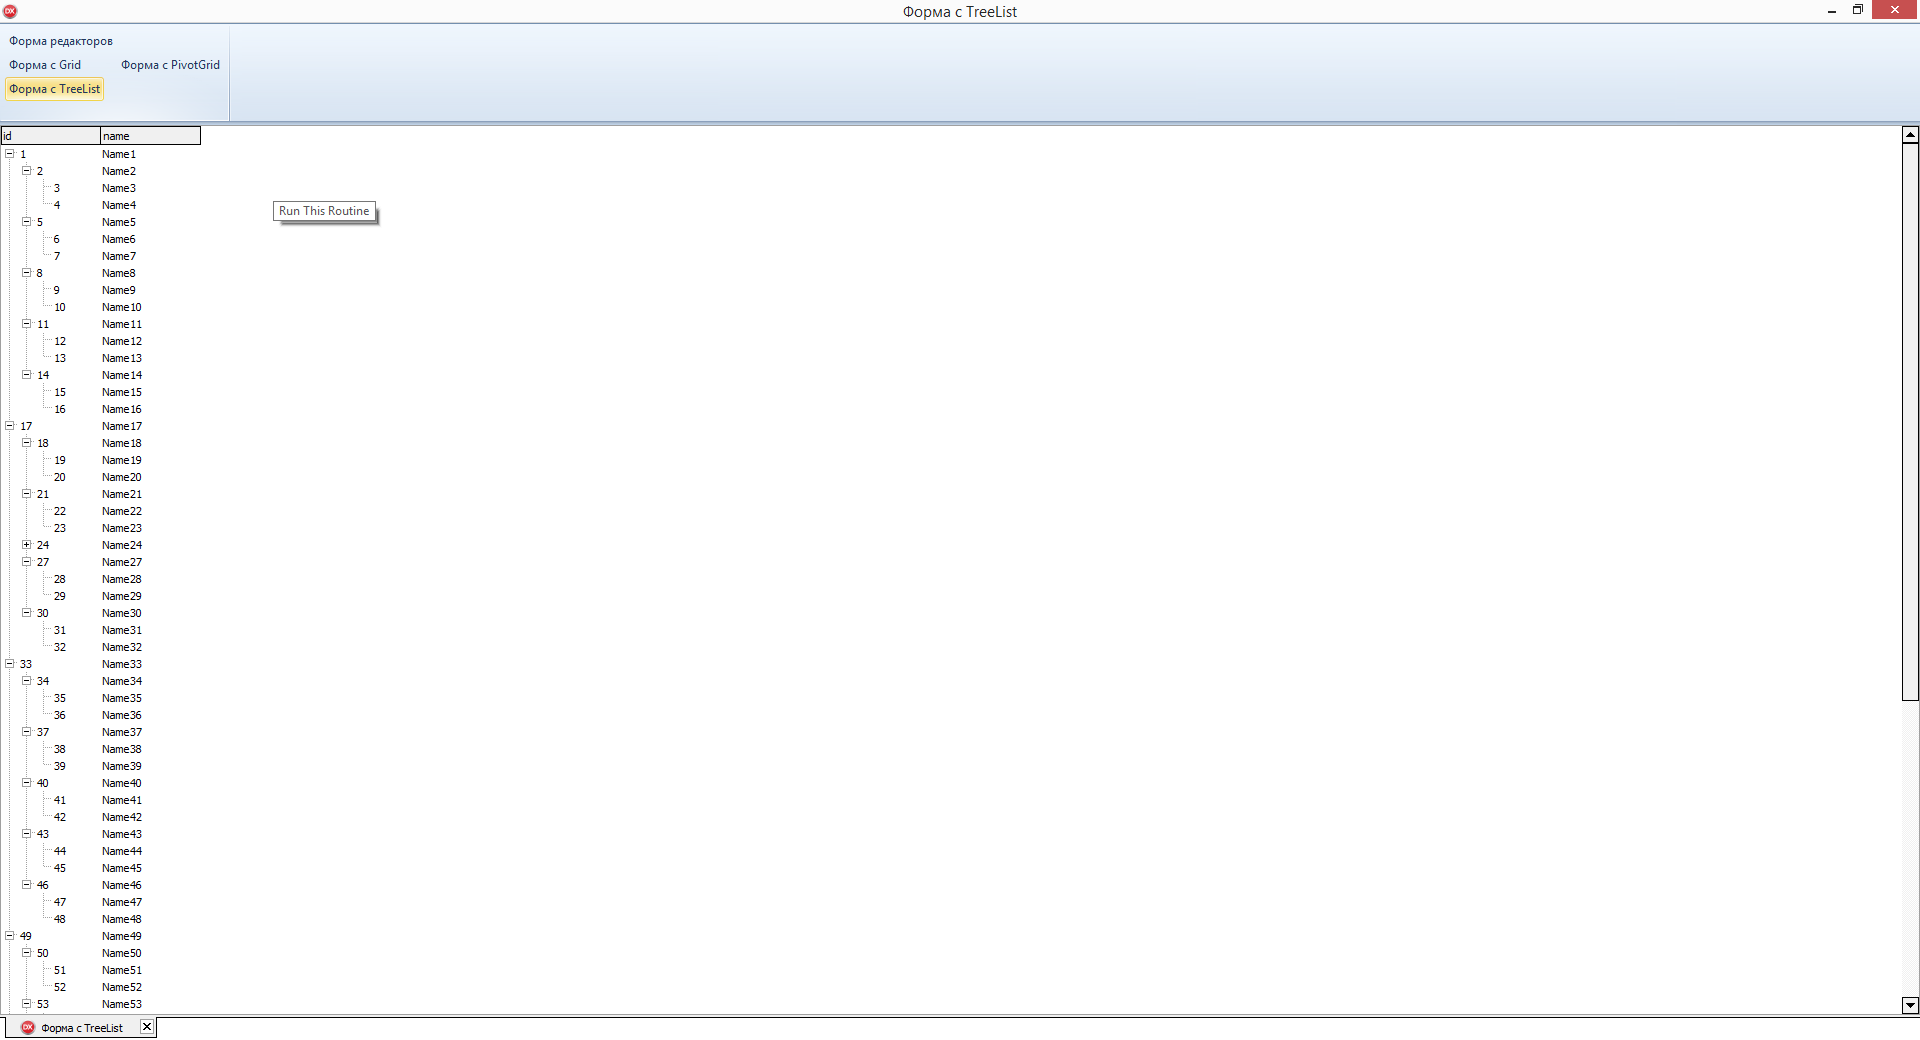 DX Форма с TreeList
Форма редакторов
Форма с Grid Форма с PivotGrid
Форма с TreeList
id name
1 Name1
2 Name2
3 Name3
4 Name4
Run This Routine
5 Name5
6 Name6
7 Name7
8 Name8
9 Name9
10 Name10
11 Name11
12 Name12
13 Name13
14 Name14
15 Name15
16 Name16
17 Name17
18 Name18
19 Name19
20 Name20
21 Name21
22 Name22
23 Name23
24 Name24
27 Name27
28 Name28
29 Name29
30 Name30
31 Name31
32 Name32
33 Name33
34 Name34
35 Name35
36 Name36
37 Name37
38 Name38
39 Name39
40 Name40
41 Name41
42 Name42
43 Name43
44 Name44
45 Name45
46 Name46
47 Name47
48 Name48
49 Name49
50 Name50
51 Name51
52 Name52
53 Name53
DX Форма с TreeList